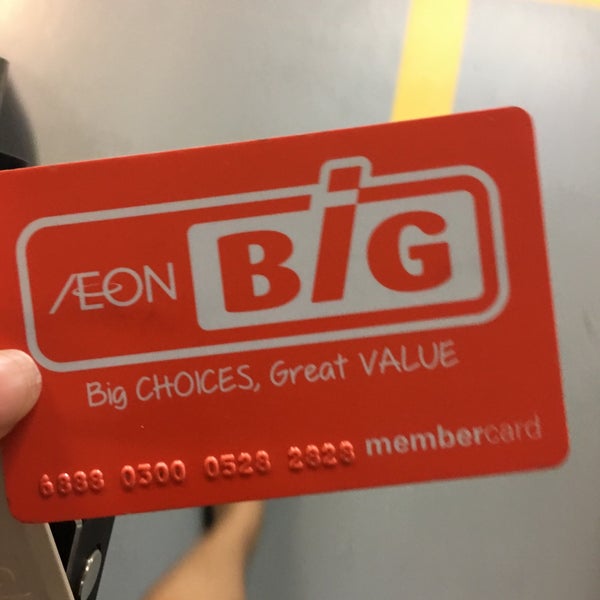 ÆON BiG
Big CHOICES, Great VALUE
membercard
6888 0300 0528 2828